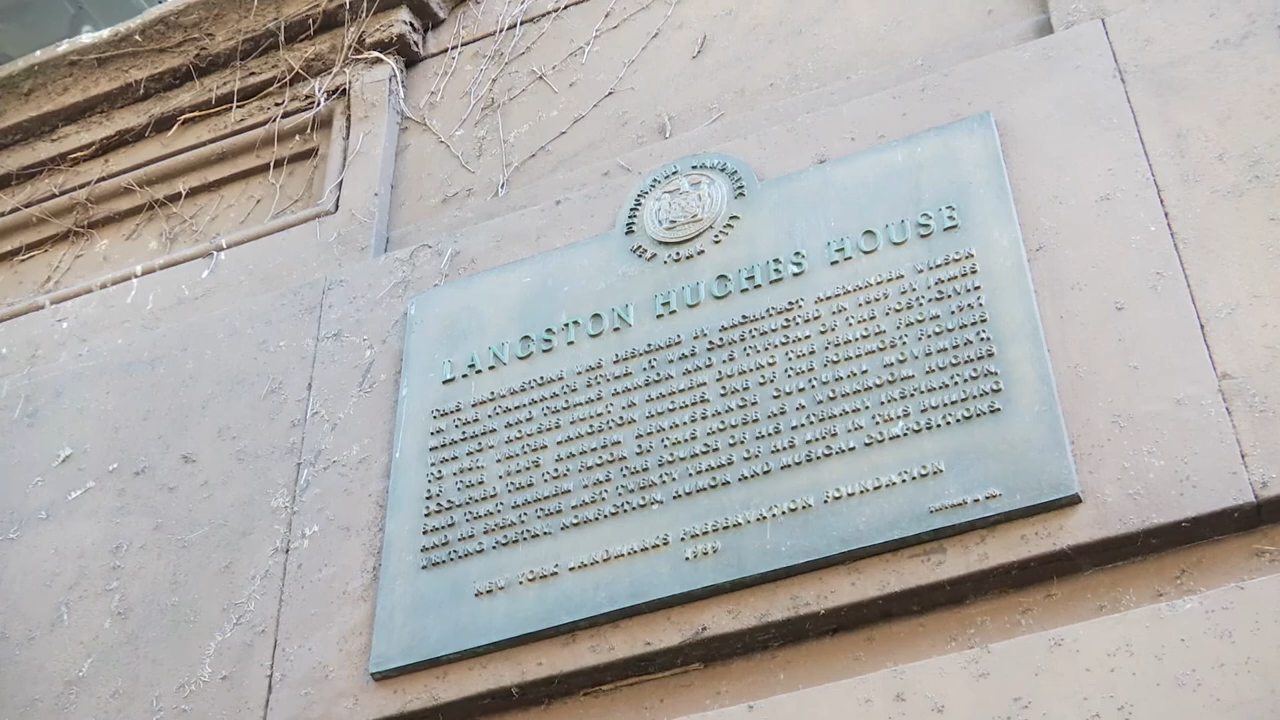 DESIGNATED LANDMARK
NEW YORK CITY
LANGSTON HUGHES HOUSE
THIS BROWNSTONE WAS DESIGNED BY ARCHITECT ALEXANDER WILSON
IN THE ITALIANATE STYLE. IT WAS CONSTRUCTED IN 1869 BY JAMES
MEACHER AND THOMAS HANSON AND IS TYPICAL OF THE POST-CIVIL
WAR ROW HOUSES BUILT IN HARLEM DURING THE PERIOD. FROM 1947
TO 1967, WRITER LANGSTON HUGHES, ONE OF THE FOREMOST FIGURES
OF THE 1920S' HARLEM RENAISSANCE CULTURAL MOVEMENT,
OCCUPIED THE TOP FLOOR OF THIS HOUSE AS A WORKROOM. HUGHES
SAID THAT HARLEM WAS THE SOURCE OF HIS LITERARY INSPIRATION,
AND HE SPENT THE LAST TWENTY YEARS OF HIS LIFE IN THIS BUILDING
WRITING POETRY, NONFICTION, HUMOR AND MUSICAL COMPOSITIONS.
NEW YORK LANDMARKS PRESERVATION FOUNDATION
1989